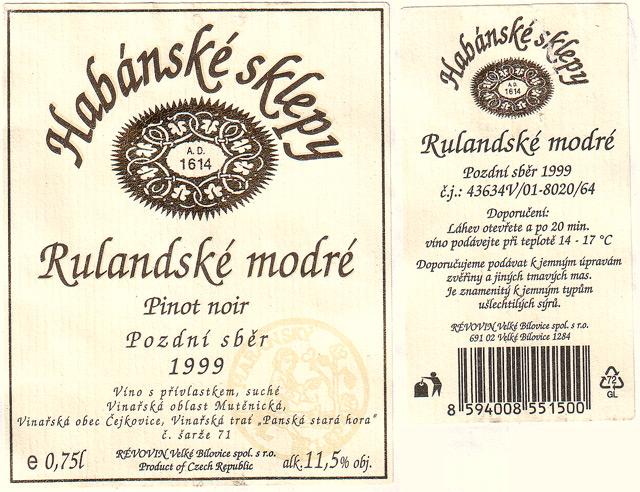 Habánské sklepy
A.D.
1614
Rulandské modré
Pinot noir
Pozdní sběr
1999
Víno s přívlastkem, suché
Vinařská oblast Mutěnická,
Vinařská obec Čejkovice, Vinařská trať „Panská stará hora"
č. šarže 71
e 0,75l
RÉVOVIN Velké Bílovice spol. s r.o.
Product of Czech Republic
alk.11,5% obj.
Habánské sklepy
A.D.
1614
Rulandské modré
Pozdní sběr 1999
č.j.: 43634V/01-8020/64
Doporučení:
Láhev otevřete a po 20 min.
víno podávejte při teplotě 14 - 17 °C
Doporučujeme podávat k jemným úpravám
zvěřiny a jiných tmavých mas.
Je znamenitý k jemným typům
ušlechtilých sýrů.
RÉVOVIN Velké Bílovice spol. s r.o.
691 02 Velké Bílovice 1284
8 594008 551500
72
GL